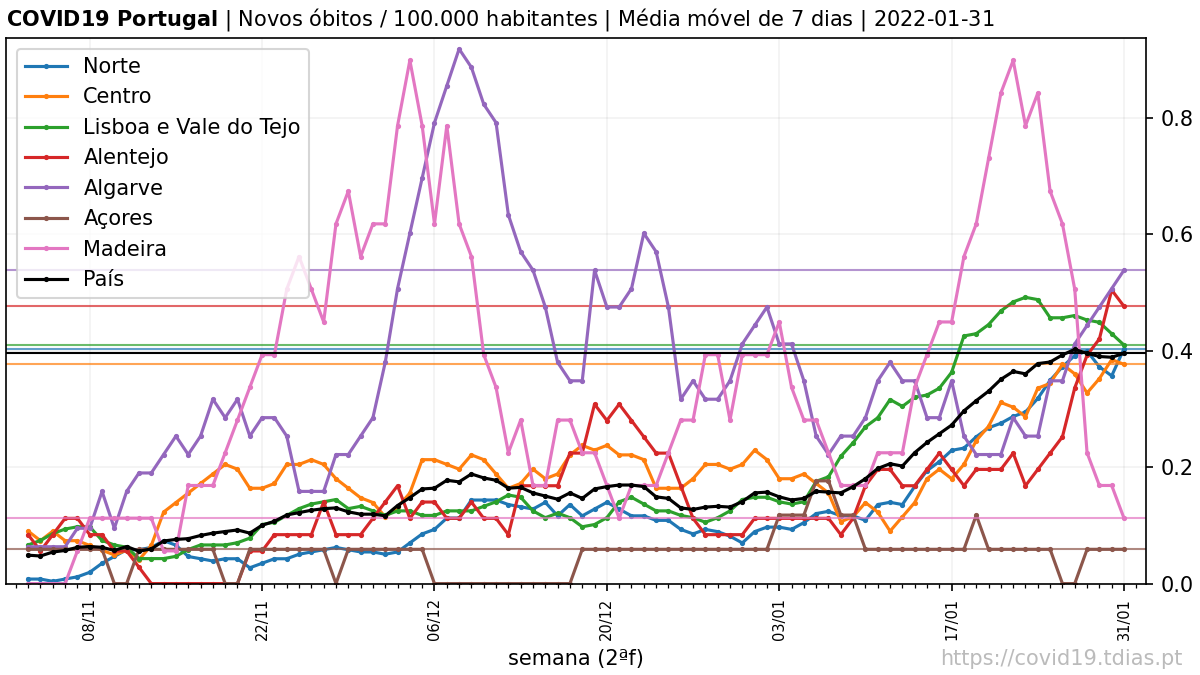 COVID19 Portugal | Novos óbitos / 100.000 habitantes | Média móvel de 7 dias | 2022-01-31
Norte
Centro
Lisboa e Vale do Tejo
Alentejo
Algarve
Açores
Madeira
País
0.8
0.6
0.4
0.2
0.0
08/11
22/11
06/12
20/12
03/01
17/01
31/01
semana (2ªf)
https://covid19.tdias.pt